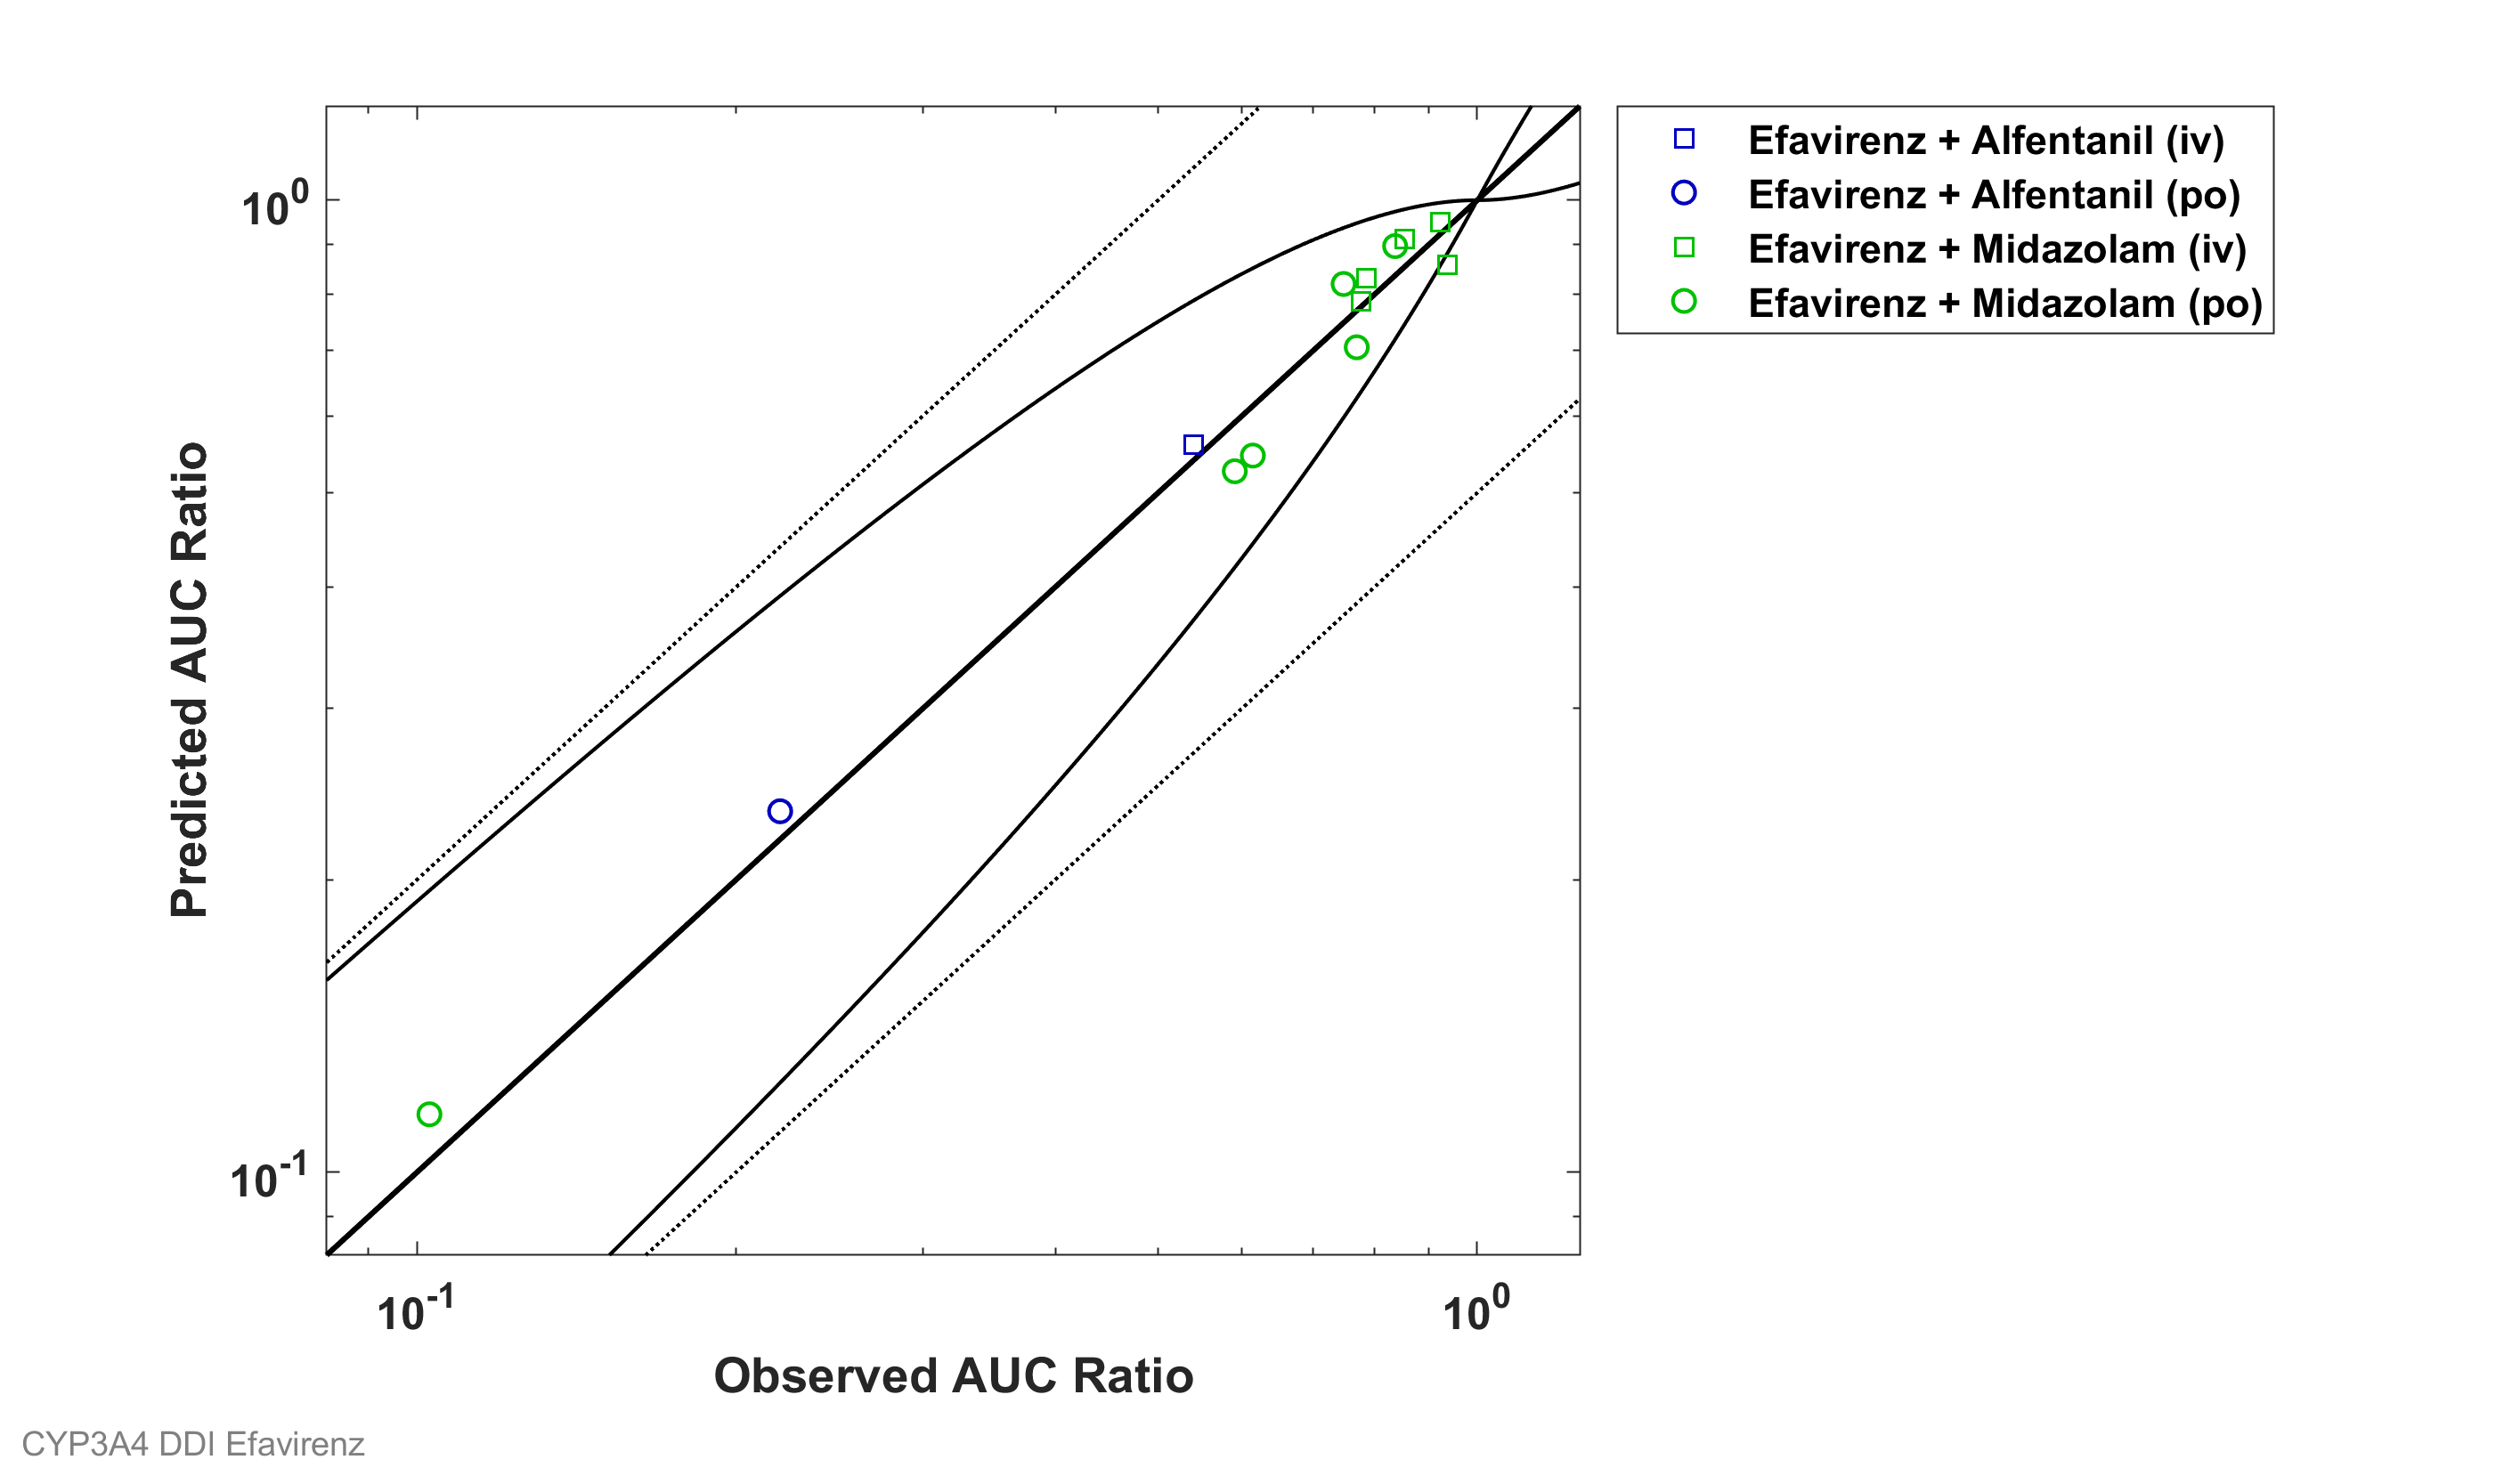 Efavirenz + Alfentanil (iv)
Efavirenz + Alfentanil (po)
Efavirenz + Midazolam (iv)
Efavirenz + Midazolam (po)
10^0
Predicted AUC Ratio
10^-1
10^-1
10^0
Observed AUC Ratio
CYP3A4 DDI Efavirenz